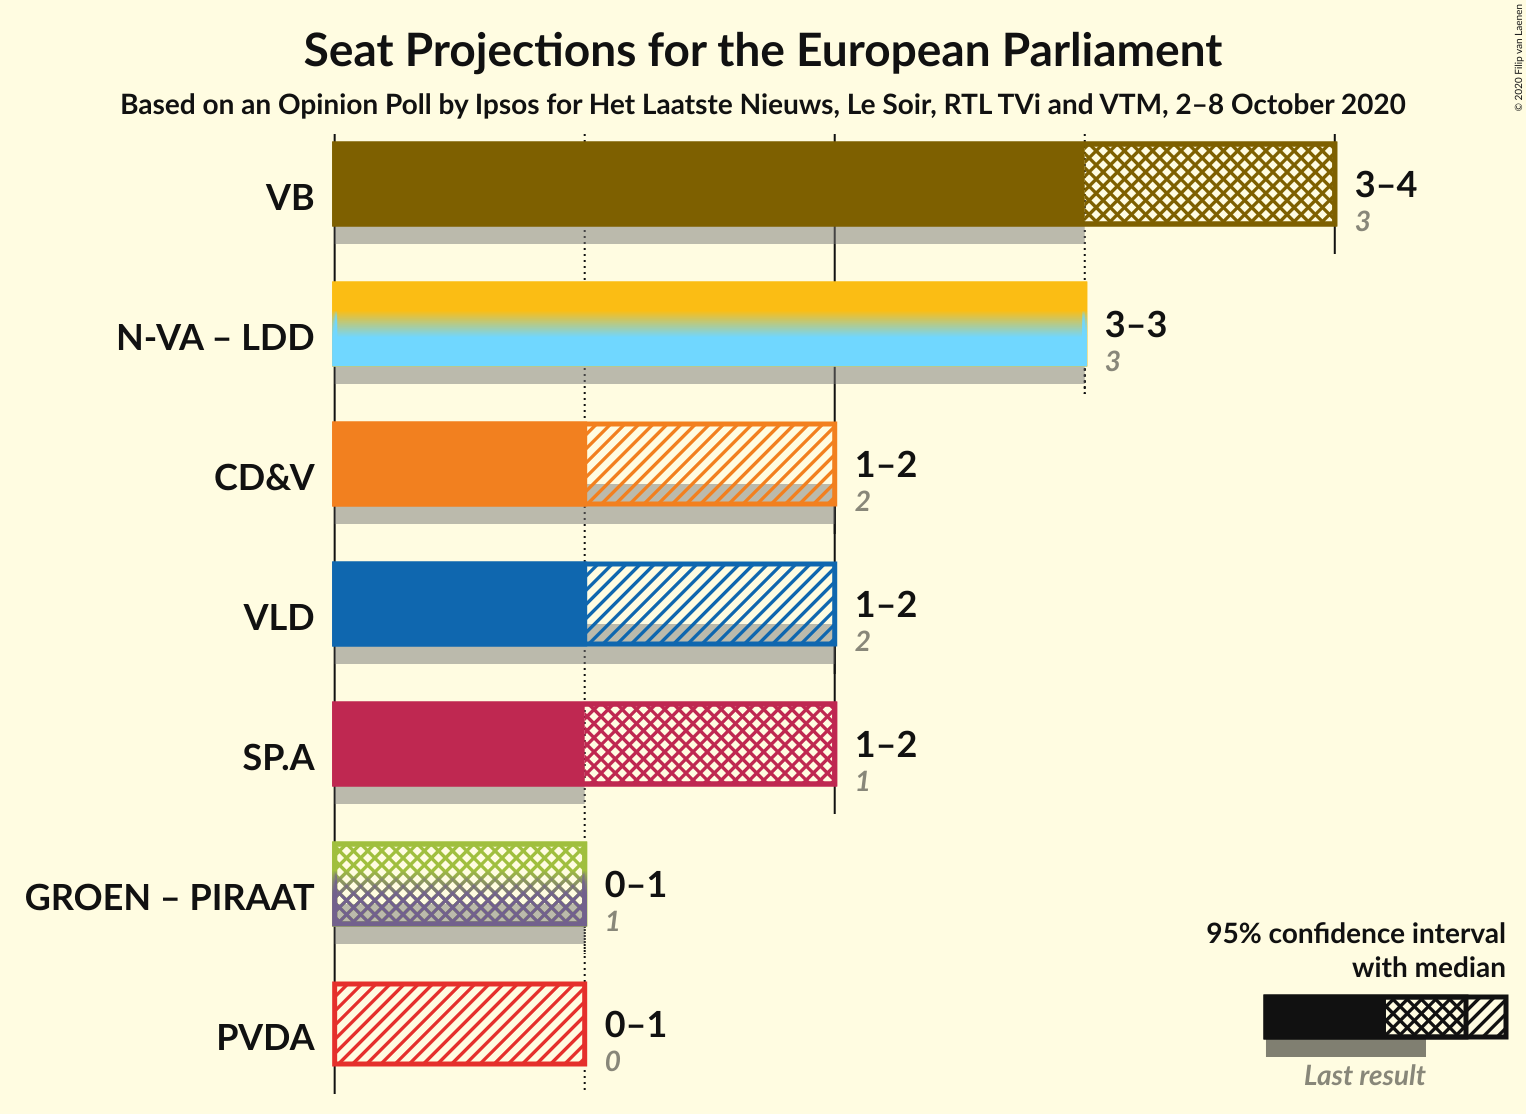 Seat Projections for the European Parliament
Based on an Opinion Poll by Ipsos for Het Laatste Nieuws, Le Soir, RTL TVi and VTM, 2–8 October 2020
© 2020 Filip van Laenen
VB
3–4
3
N-VA – LDD
3–3
3
CD&V
1–2
2
VLD
1–2
2
SP.A
1–2
1
GROEN – PIRAAT
0–1
1
PVDA
0–1
0
95% confidence interval
with median
Last result